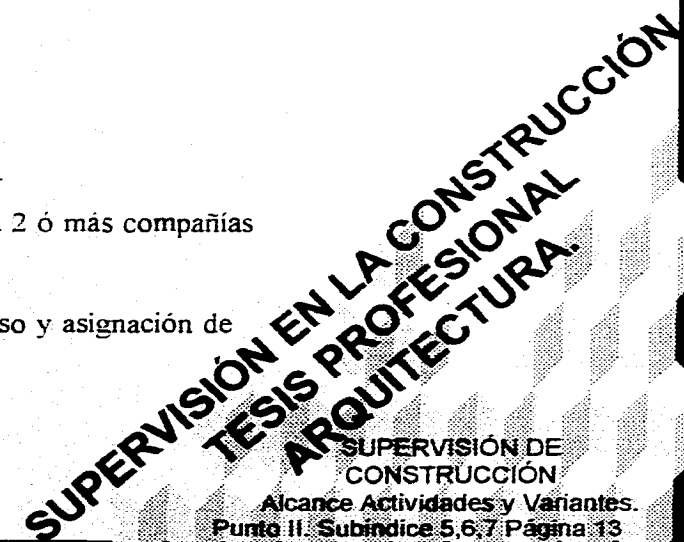 2 ó más compañías
so y asignación de
SUPERVISIÓN EN LA CONSTRUCCIÓN
TESIS PROFESIONAL
ARQUITECTURA.
SUPERVISIÓN DE
CONSTRUCCIÓN
Alcance Actividades y Variantes.
Punto II. Subíndice 5,6,7 Página 13